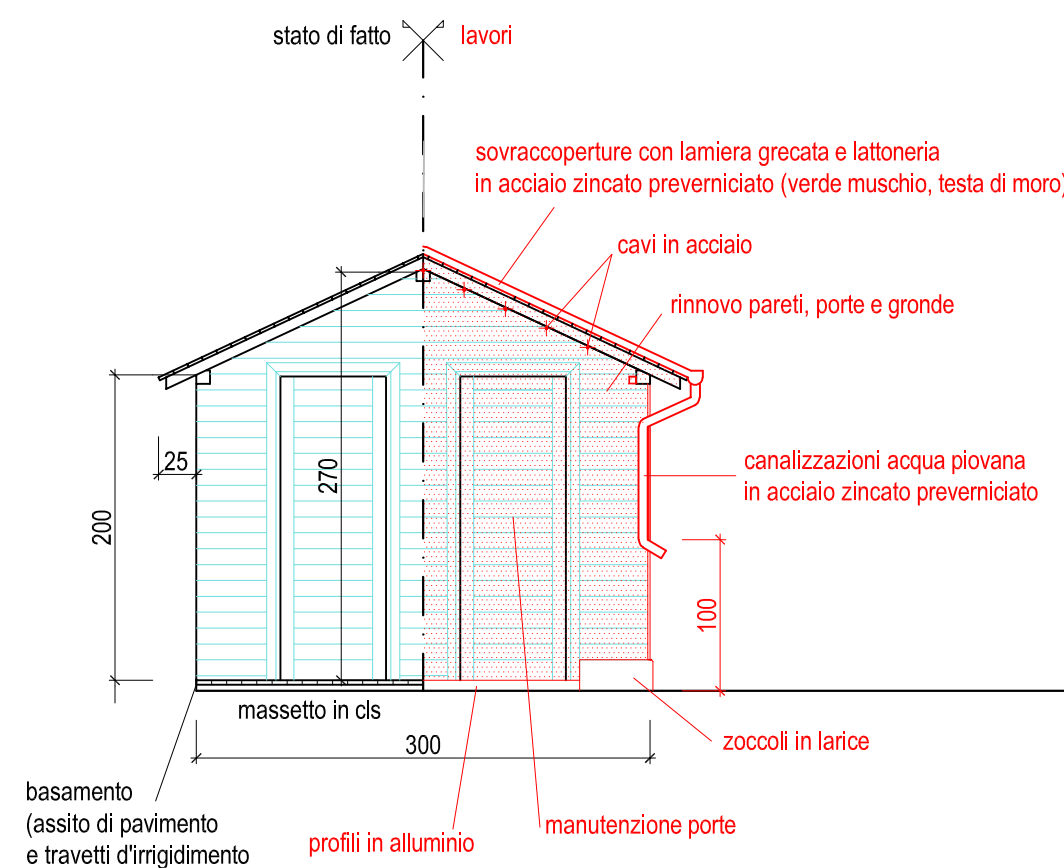 stato di fatto
lavori
sovraccoperture con lamiera grecata e lattoneria
in acciaio zincato preverniciato (verde muschio, testa di moro)
cavi in acciaio
rinnovo pareti, porte e gronde
25
270
200
canalizzazioni acqua piovana
in acciaio zincato preverniciato
100
massetto in cls
300
zoccoli in larice
basamento
(assito di pavimento
e travetti d'irrigidimento
profili in alluminio
manutenzione porte